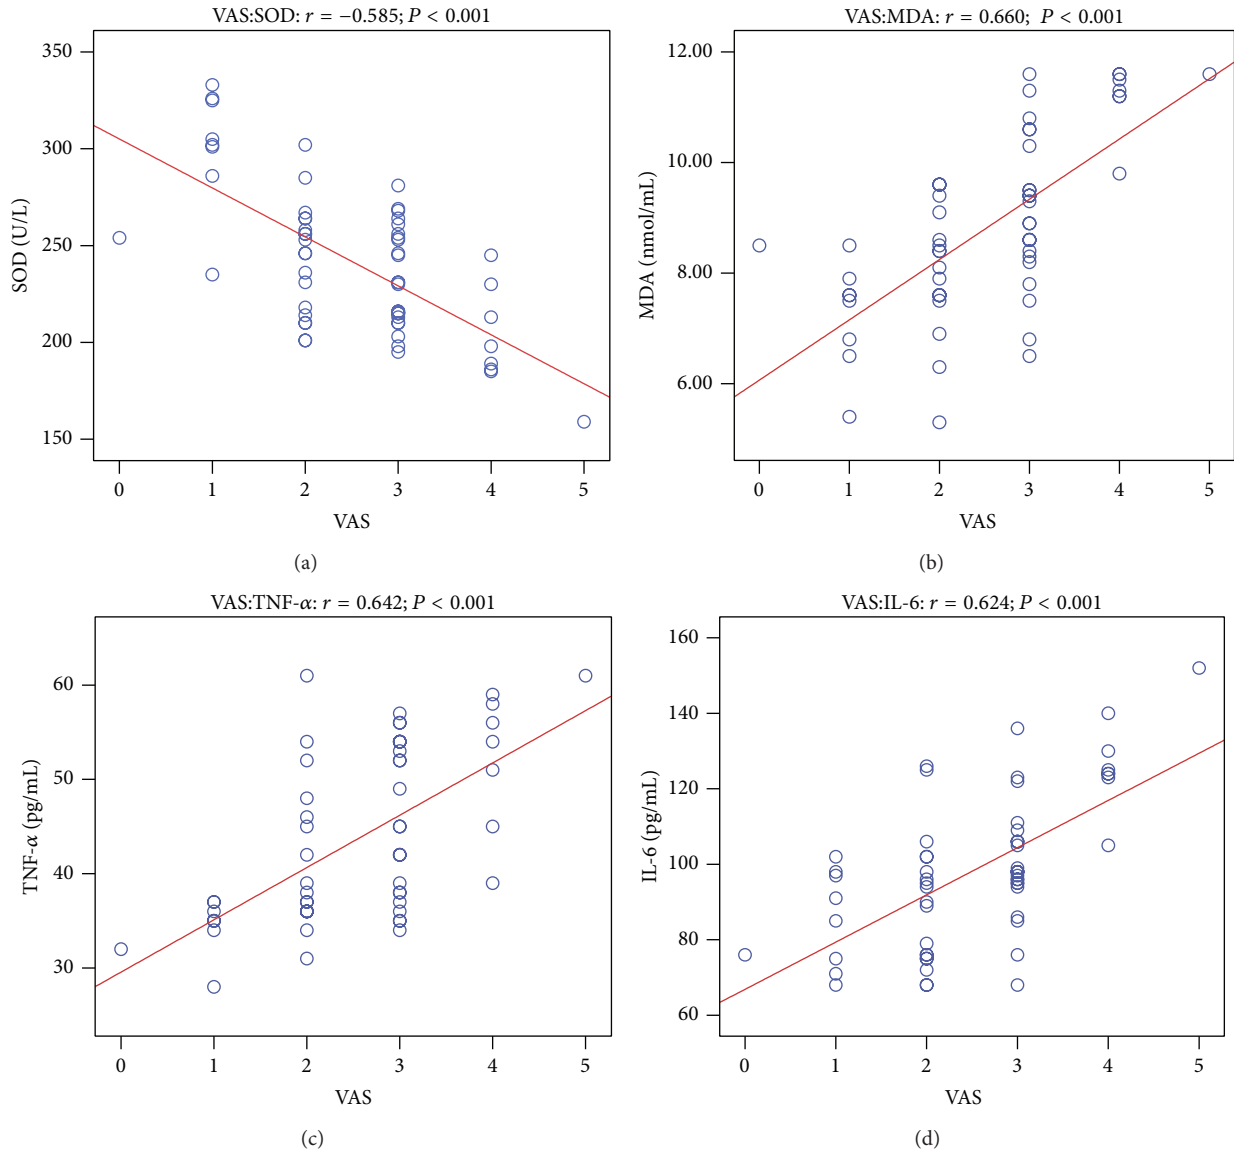 VAS:SOD: r = −0.585; P < 0.001
350
300
250
200
150
SOD (U/L)
0 1 2 3 4 5
VAS
(a)
VAS:MDA: r = 0.660; P < 0.001
12.00
10.00
8.00
6.00
MDA (nmol/mL)
0 1 2 3 4 5
VAS
(b)
VAS:TNF-α: r = 0.642; P < 0.001
60
50
40
30
TNF-α (pg/mL)
0 1 2 3 4 5
VAS
(c)
VAS:IL-6: r = 0.624; P < 0.001
160
140
120
100
80
60
IL-6 (pg/mL)
0 1 2 3 4 5
VAS
(d)